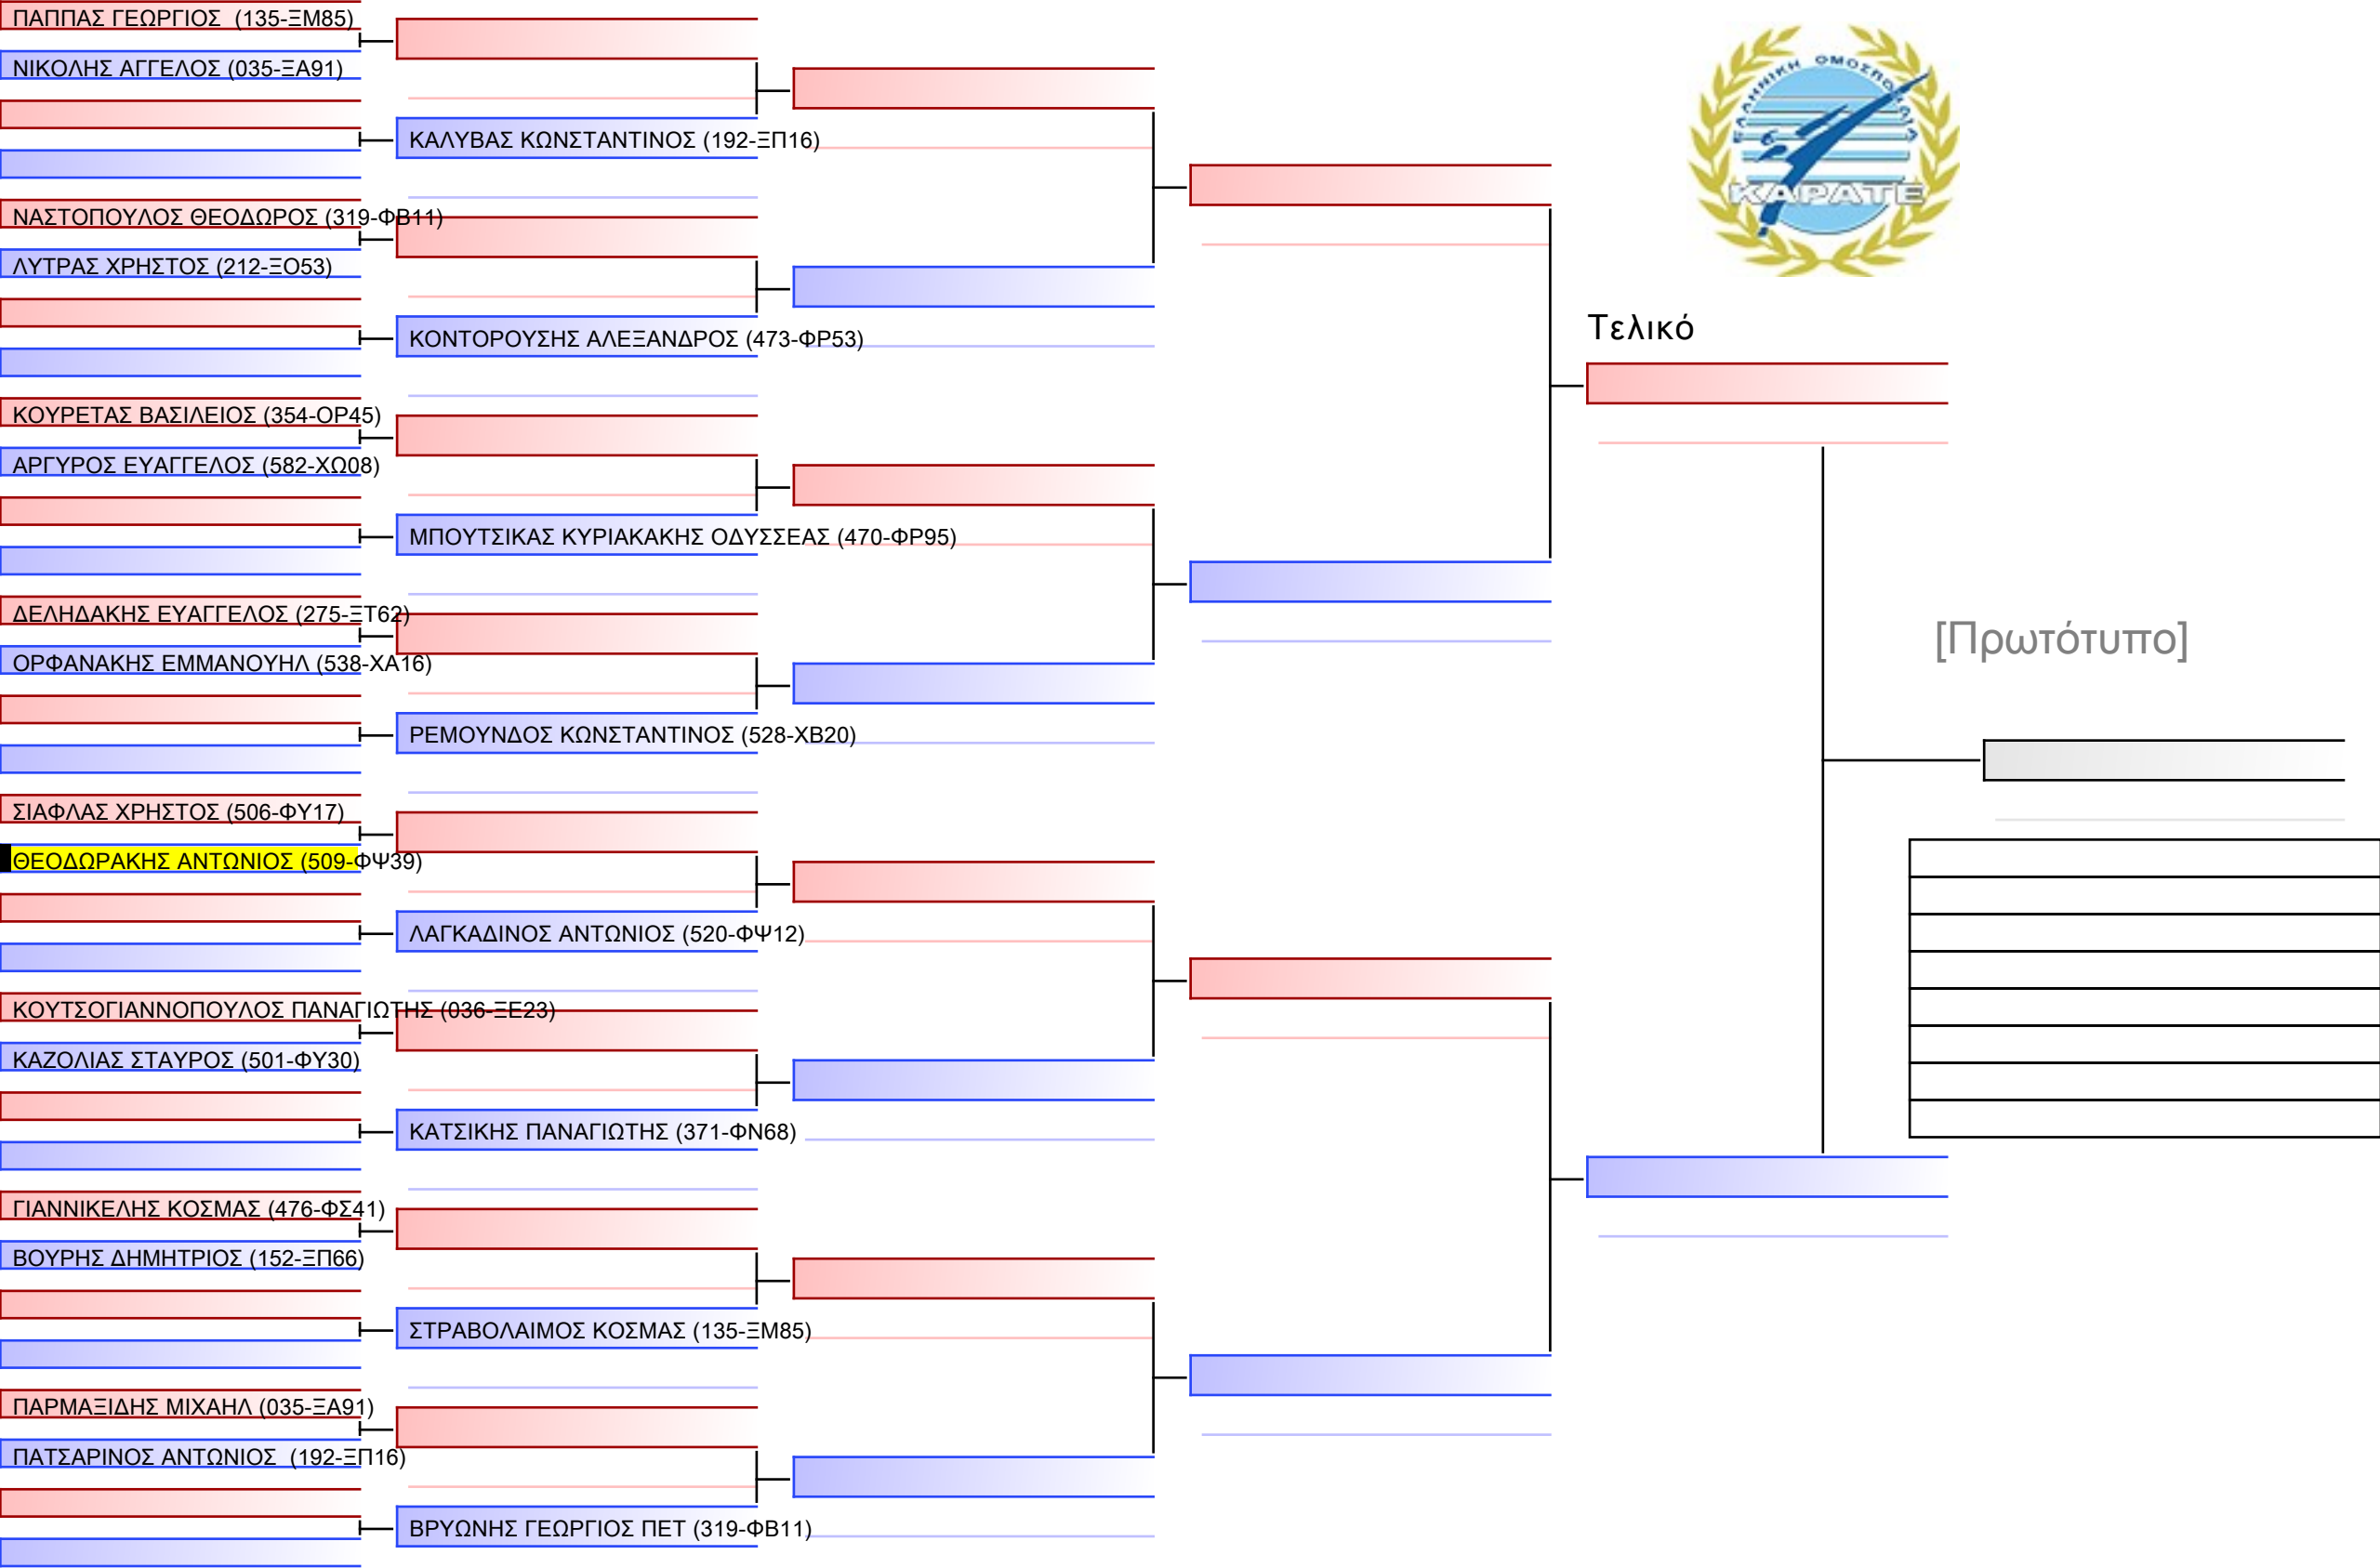 ΠΑΠΠΑΣ ΓΕΩΡΓΙΟΣ (135-ΞΜ85)
ΝΙΚΟΛΗΣ ΑΓΓΕΛΟΣ (035-ΞΑ91)
ΚΑΛΥΒΑΣ ΚΩΝΣΤΑΝΤΙΝΟΣ (192-ΞΠ16)
ΝΑΣΤΟΠΟΥΛΟΣ ΘΕΟΔΩΡΟΣ (319-ΦΒ11)
ΛΥΤΡΑΣ ΧΡΗΣΤΟΣ (212-ΞΟ53)
ΚΟΝΤΟΡΟΥΣΗΣ ΑΛΕΞΑΝΔΡΟΣ (473-ΦΡ53)
ΚΟΥΡΕΤΑΣ ΒΑΣΙΛΕΙΟΣ (354-ΟΡ45)
ΑΡΓΥΡΟΣ ΕΥΑΓΓΕΛΟΣ (582-ΧΩ08)
ΜΠΟΥΤΣΙΚΑΣ ΚΥΡΙΑΚΑΚΗΣ ΟΔΥΣΣΕΑΣ (470-ΦΡ95)
ΔΕΛΗΔΑΚΗΣ ΕΥΑΓΓΕΛΟΣ (275-ΞΤ62)
ΟΡΦΑΝΑΚΗΣ ΕΜΜΑΝΟΥΗΛ (538-ΧΑ16)
ΡΕΜΟΥΝΔΟΣ ΚΩΝΣΤΑΝΤΙΝΟΣ (528-ΧΒ20)
ΣΙΑΦΛΑΣ ΧΡΗΣΤΟΣ (506-ΦΥ17)
ΘΕΟΔΩΡΑΚΗΣ ΑΝΤΩΝΙΟΣ (509-ΦΨ39)
ΛΑΓΚΑΔΙΝΟΣ ΑΝΤΩΝΙΟΣ (520-ΦΨ12)
ΚΟΥΤΣΟΓΙΑΝΝΟΠΟΥΛΟΣ ΠΑΝΑΓΙΩΤΗΣ (036-ΞΕ23)
ΚΑΖΟΛΙΑΣ ΣΤΑΥΡΟΣ (501-ΦΥ30)
ΚΑΤΣΙΚΗΣ ΠΑΝΑΓΙΩΤΗΣ (371-ΦΝ68)
ΓΙΑΝΝΙΚΕΛΗΣ ΚΟΣΜΑΣ (476-ΦΣ41)
ΒΟΥΡΗΣ ΔΗΜΗΤΡΙΟΣ (152-ΞΠ66)
ΣΤΡΑΒΟΛΑΙΜΟΣ ΚΟΣΜΑΣ (135-ΞΜ85)
ΠΑΡΜΑΞΙΔΗΣ ΜΙΧΑΗΛ (035-ΞΑ91)
ΠΑΤΣΑΡΙΝΟΣ ΑΝΤΩΝΙΟΣ (192-ΞΠ16)
ΒΡΥΩΝΗΣ ΓΕΩΡΓΙΟΣ ΠΕΤ (319-ΦΒ11)
ΕΛΛΗΝΙΚΗ ΟΜΟΣΠΟΝΔΙΑ
ΚΑΡΑΤΕ
Τελικό
[Πρωτότυπο]